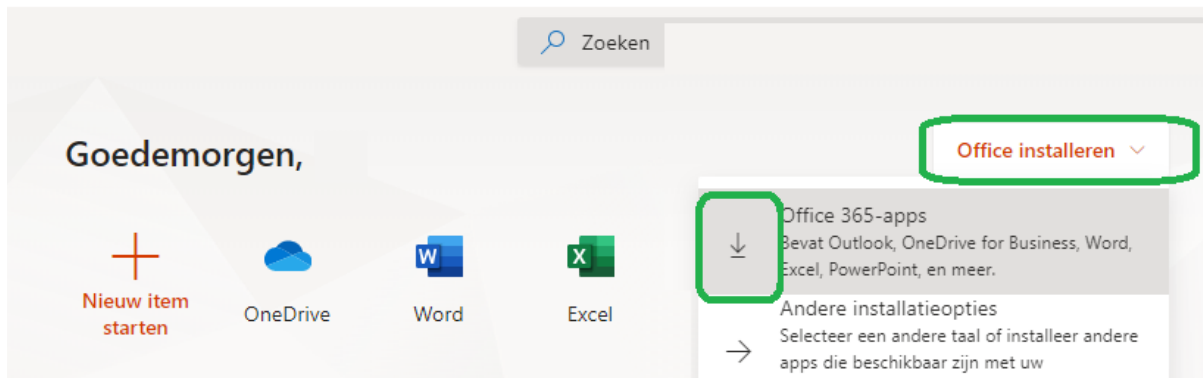 Zoeken
Goedemorgen,
Office installeren
Office 365-apps
Bevat Outlook, OneDrive for Business, Word,
Excel, PowerPoint, en meer.
Andere installatieopties
Selecteer een andere taal of installeer andere
apps die beschikbaar zijn met uw
Nieuw item
starten
OneDrive
Word
Excel